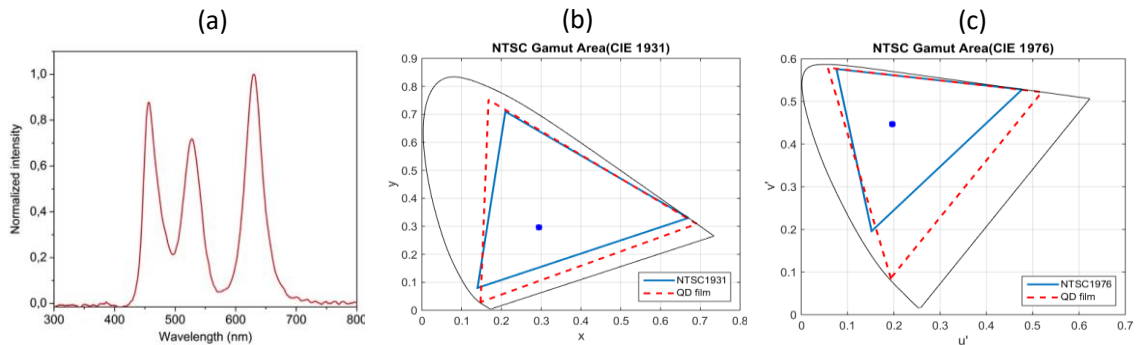 (a)
1,0
0,8
0,6
0,4
0,2
0,0
Normalized intensity
300 400 500 600 700 800
Wavelength (nm)
(b)
NTSC Gamut Area(CIE 1931)
0.9
0.8
0.7
0.6
0.5
0.4
0.3
0.2
0.1
0
y
NTSC1931
QD film
0 0.1 0.2 0.3 0.4 0.5 0.6 0.7 0.8
x
(c)
NTSC Gamut Area(CIE 1976)
0.6
0.5
0.4
0.3
0.2
0.1
0
v'
NTSC1976
QD film
0 0.1 0.2 0.3 0.4 0.5 0.6 0.7
u'